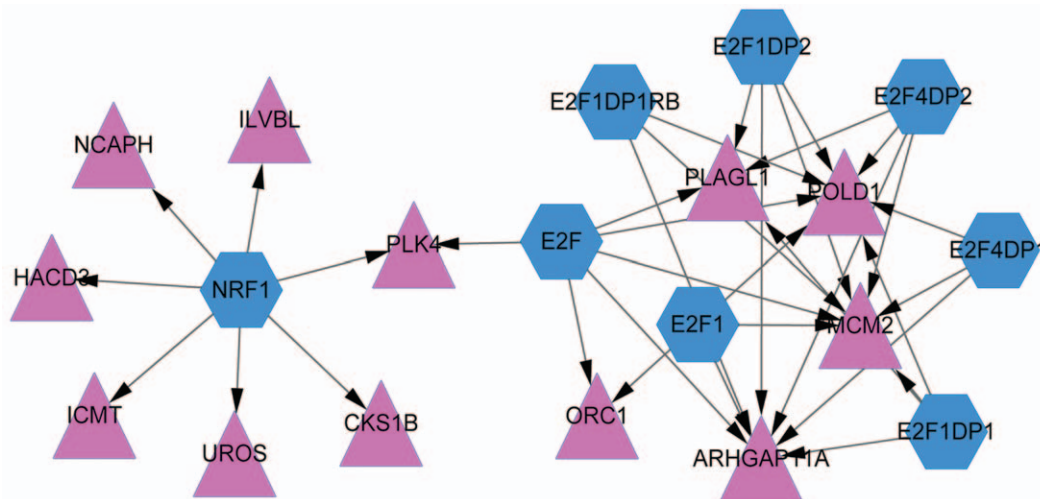 E2F1DP2
E2F1DP1RB
E2F4DP2
ILVBL
NCAPH
PLAGL1
POLD1
PLK4
E2F
E2F4DP1
HACD3
NRF1
E2F1
MCM2
ICMT
CKS1B
ORC1
E2F1DP1
UROS
ARHGAP11A